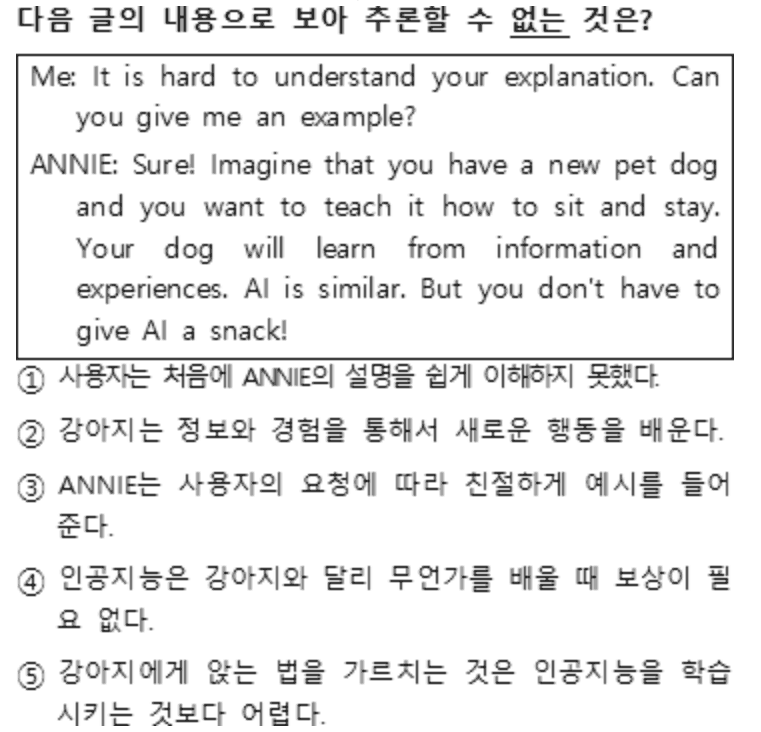 다음 글의 내용으로 보아 추론할 수 없는 것은?
Me: It is hard to understand your explanation. Can
you give me an example?
ANNIE: Sure! Imagine that you have a new pet dog
and you want to teach it how to sit and stay.
Your dog will learn from information and
experiences. AI is similar. But you don't have to
give AI a snack!
① 사용자는 처음에 ANNIE의 설명을 쉽게 이해하지 못했다.
② 강아지는 정보와 경험을 통해서 새로운 행동을 배운다.
③ ANNIE는 사용자의 요청에 따라 친절하게 예시를 들어
준다.
④ 인공지능은 강아지와 달리 무언가를 배울 때 보상이 필
요 없다.
⑤ 강아지에게 앉는 법을 가르치는 것은 인공지능을 학습
시키는 것보다 어렵다.